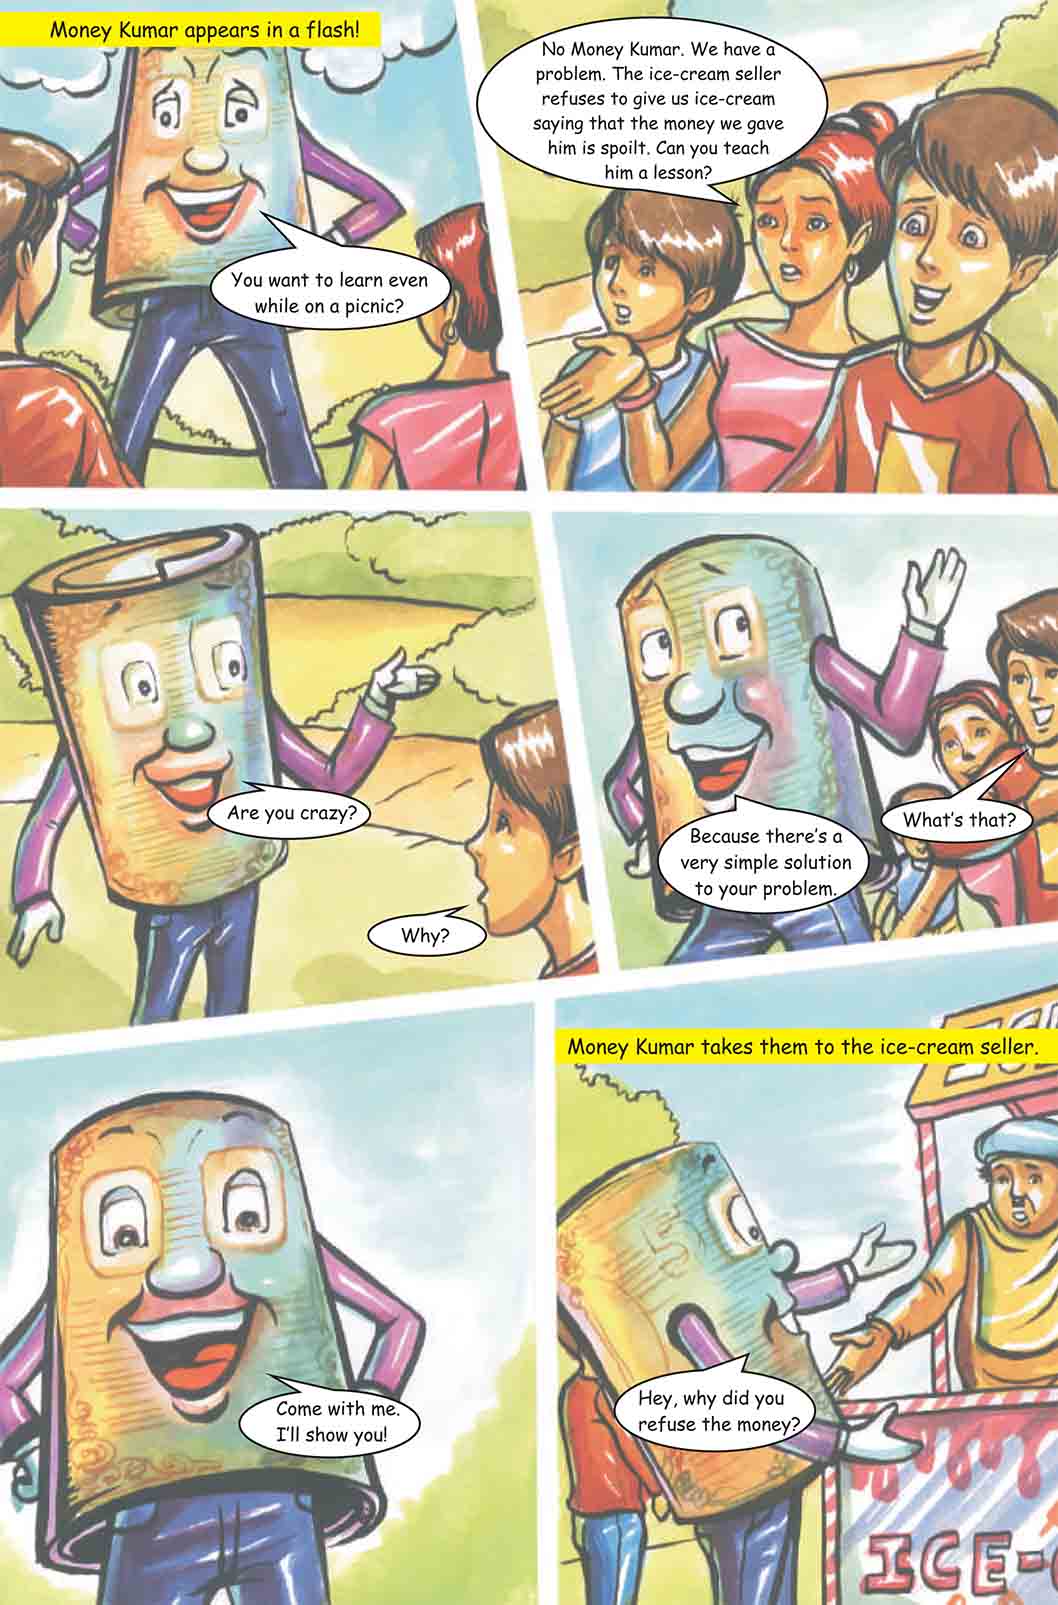 Money Kumar appears in a flash!
You want to learn even
while on a picnic?
No Money Kumar. We have a
problem. The ice-cream seller
refuses to give us ice-cream
saying that the money we gave
him is spoilt. Can you teach
him a lesson?
Are you crazy?
Why?
Because there's a
very simple solution
to your problem.
What's that?
Come with me.
I'll show you!
Money Kumar takes them to the ice-cream seller.
Hey, why did you
refuse the money?
ICE-